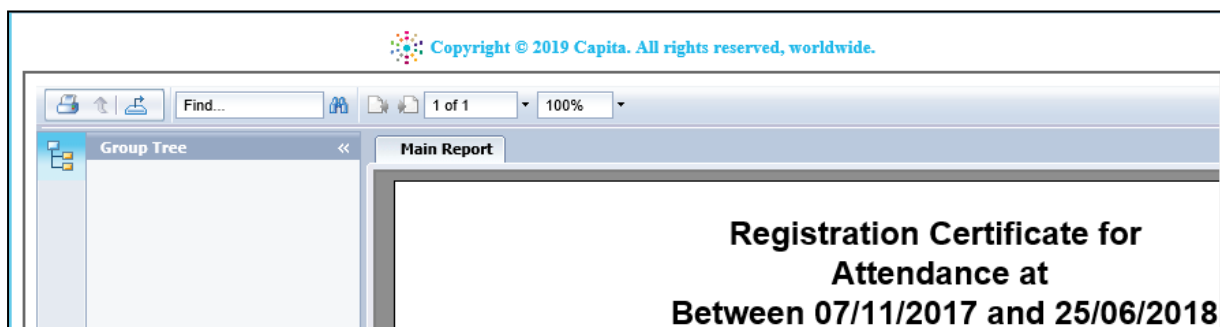 Copyright © 2019 Capita. All rights reserved, worldwide.
Find...
1 of 1
100%
Group Tree
«
Main Report
Registration Certificate for
Attendance at
Between 07/11/2017 and 25/06/2018